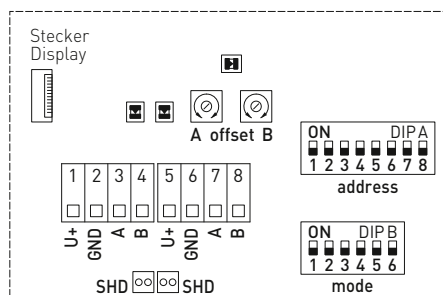 Stecker
Display
A offset B
ON DIP A
1 2 3 4 5 6 7 8
address
1 2 3 4 5 6 7 8
U+ GND A B U+ GND A B
ON DIP B
1 2 3 4 5 6
mode
SHD SHD